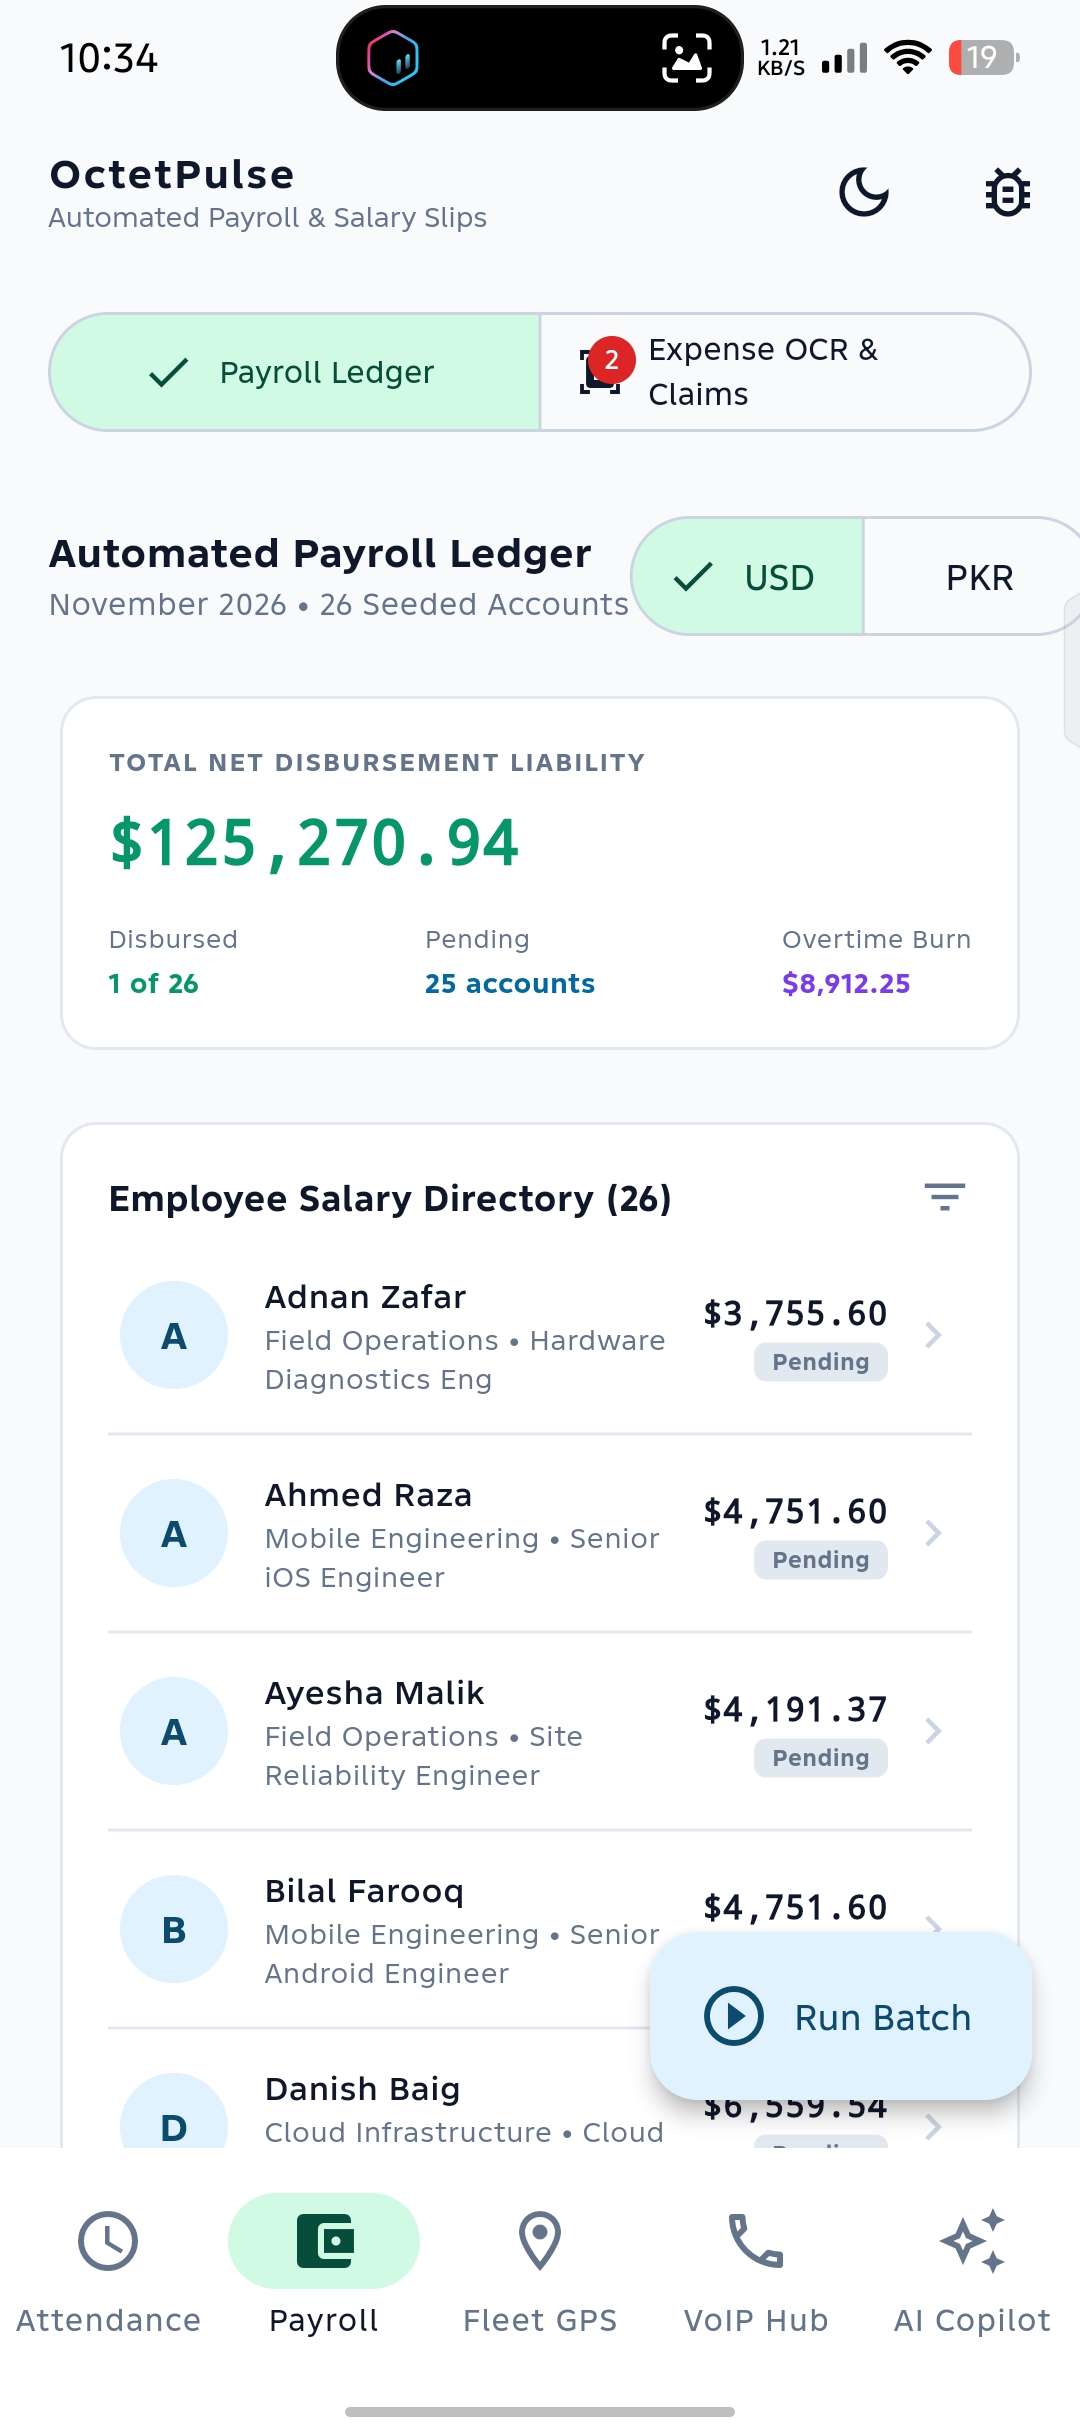 10:34
1.21
KB/S
19
OctetPulse
Automated Payroll & Salary Slips
Payroll Ledger
2
Expense OCR &
Claims
Automated Payroll Ledger
November 2026 • 26 Seeded Accounts
USD
PKR
TOTAL NET DISBURSEMENT LIABILITY
$125,270.94
Disbursed
Pending
Overtime Burn
1 of 26
25 accounts
$8,912.25
Employee Salary Directory (26)
A
Adnan Zafar
Field Operations • Hardware
Diagnostics Eng
$3,755.60
Pending
A
Ahmed Raza
Mobile Engineering • Senior
iOS Engineer
$4,751.60
Pending
A
Ayesha Malik
Field Operations • Site
Reliability Engineer
$4,191.37
Pending
B
Bilal Farooq
Mobile Engineering • Senior
Android Engineer
$4,751.60
Run Batch
D
Danish Baig
Cloud Infrastructure • Cloud
$6,559.54
Attendance
Payroll
Fleet GPS
VoIP Hub
AI Copilot